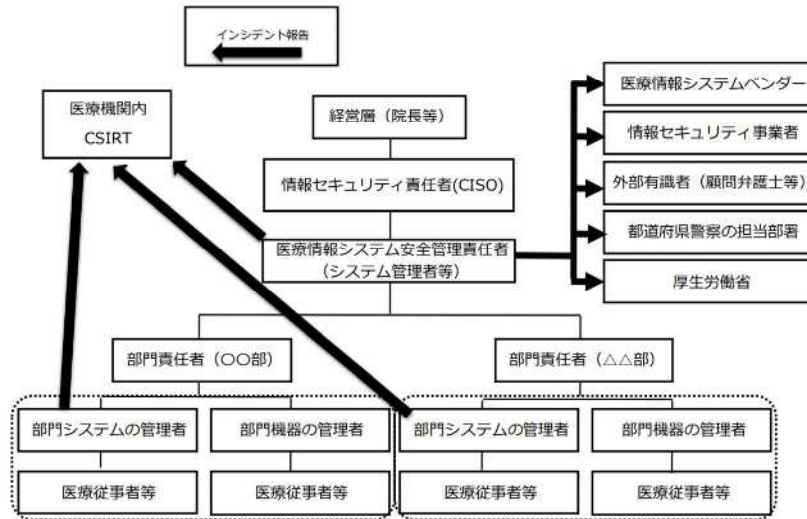 インシデント報告
医療機関内
CSIRT
経営層（院長等）
情報セキュリティ責任者(CISO)
医療情報システム安全管理責任者
（システム管理者等）
医療情報システムベンダー
情報セキュリティ事業者
外部有識者（顧問弁護士等）
都道府県警察の担当部署
厚生労働省
部門責任者（〇〇部）
部門責任者（△△部）
部門システムの管理者
部門機器の管理者
部門システムの管理者
部門機器の管理者
医療従事者等
医療従事者等
医療従事者等
医療従事者等